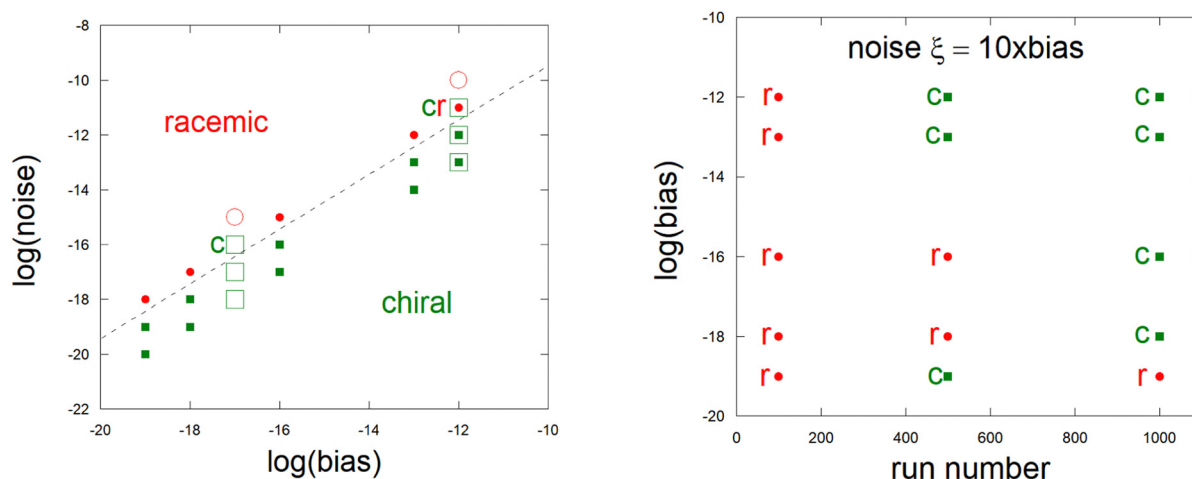 -8
-10
-12
-14
-16
-18
-20
-22
log(noise)
racemic
c r
c
chiral
-20 -18 -16 -14 -12 -10
log(bias)
-10
-12
-14
-16
-18
-20
log(bias)
noise ξ = 10xbias
r c c
r c c
r r c
r r c
r c r
0 200 400 600 800 1000
run number